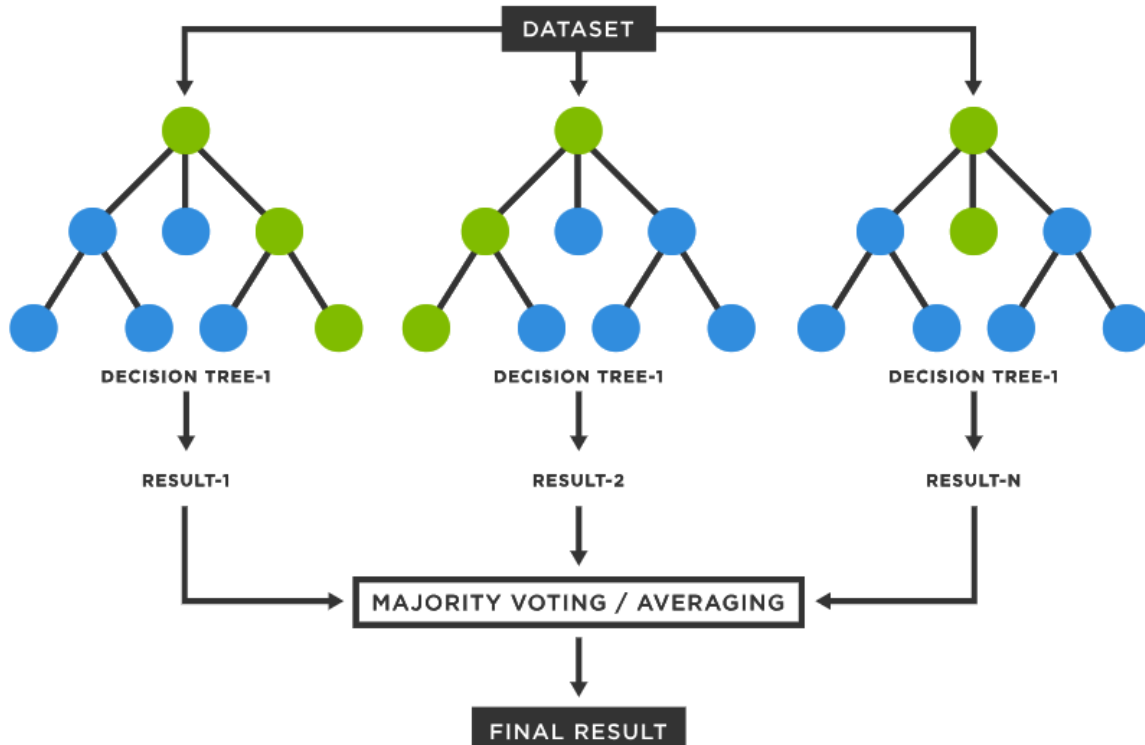 DATASET
DECISION TREE-1
DECISION TREE-1
DECISION TREE-1
RESULT-1
RESULT-2
RESULT-N
MAJORITY VOTING / AVERAGING
FINAL RESULT